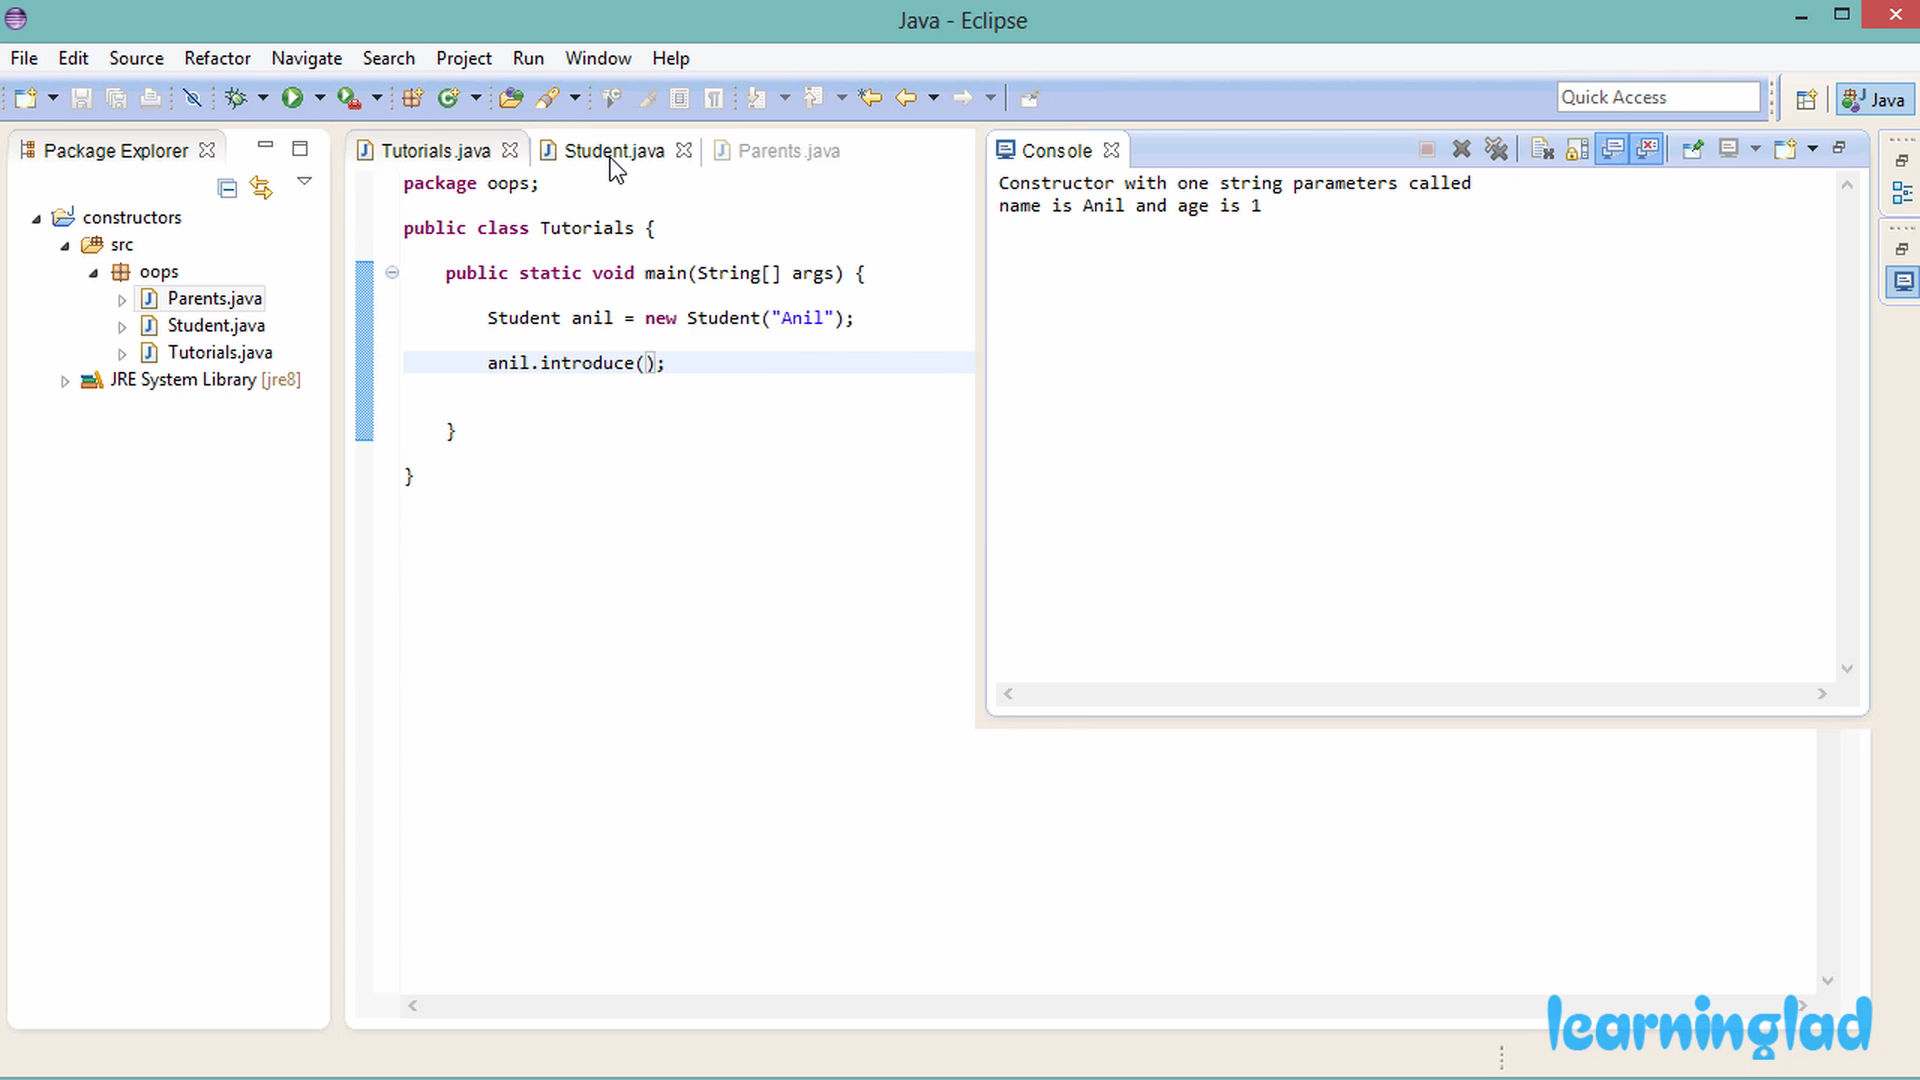 Java - Eclipse
File Edit Source Refactor Navigate Search Project Run Window Help
Quick Access
Java
Package Explorer
constructors
src
oops
Parents.java
Student.java
Tutorials.java
JRE System Library [jre8]
Tutorials.java Student.java Parents.java
package oops;
public class Tutorials {
public static void main(String[] args) {
Student anil = new Student("Anil");
anil.introduce();
}
}
Console
Constructor with one string parameters called
name is Anil and age is 1
learninglad